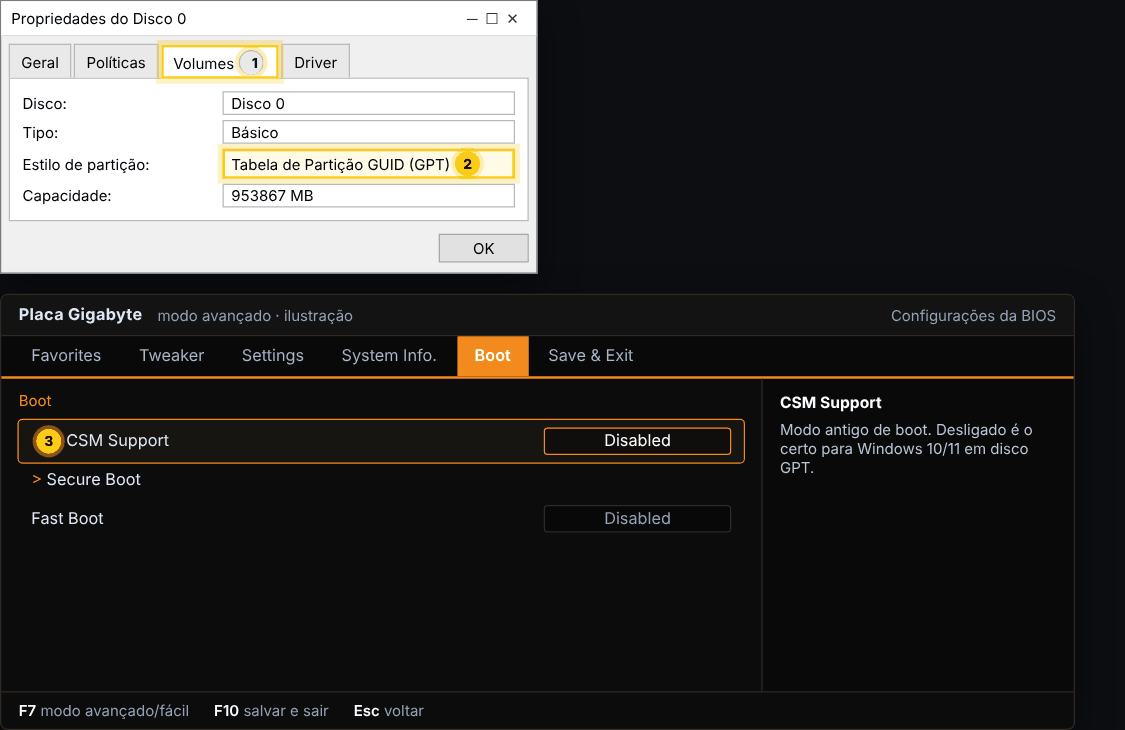 Propriedades do Disco 0
Geral Políticas Volumes 1 Driver
Disco: Disco 0
Tipo: Básico
Estilo de partição: Tabela de Partição GUID (GPT) 2
Capacidade: 953867 MB
OK
Placa Gigabyte modo avançado · ilustração Configurações da BIOS
Favorites Tweaker Settings System Info. Boot Save & Exit
Boot
3 CSM Support Disabled
> Secure Boot
Fast Boot Disabled
CSM Support
Modo antigo de boot. Desligado é o
certo para Windows 10/11 em disco
GPT.
F7 modo avançado/fácil F10 salvar e sair Esc voltar